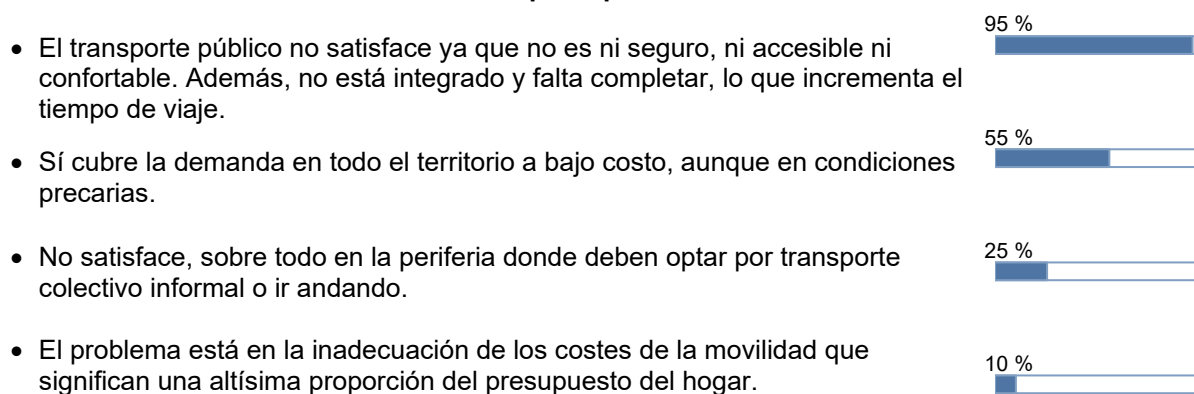 95 %
• El transporte público no satisface ya que no es ni seguro, ni accesible ni
confortable. Además, no está integrado y falta completar, lo que incrementa el
tiempo de viaje.
55 %
• Sí cubre la demanda en todo el territorio a bajo costo, aunque en condiciones
precarias.
25 %
• No satisface, sobre todo en la periferia donde deben optar por transporte
colectivo informal o ir andando.
10 %
• El problema está en la inadecuación de los costes de la movilidad que
significan una altísima proporción del presupuesto del hogar.